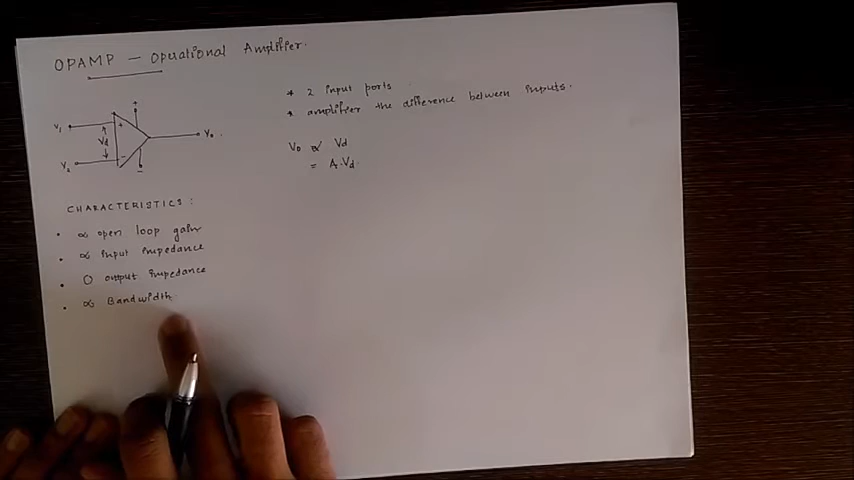 OPAMP - Operational Amplifier.
* 2 input ports
* amplifier the difference between inputs.
V1
+
+
Vd
Vo
V2
-
-
Vo ∝ Vd
= A.Vd.
CHARACTERISTICS :
• ∝ open loop gain
• ∝ input impedance
• 0 output impedance
• ∝ Bandwidth